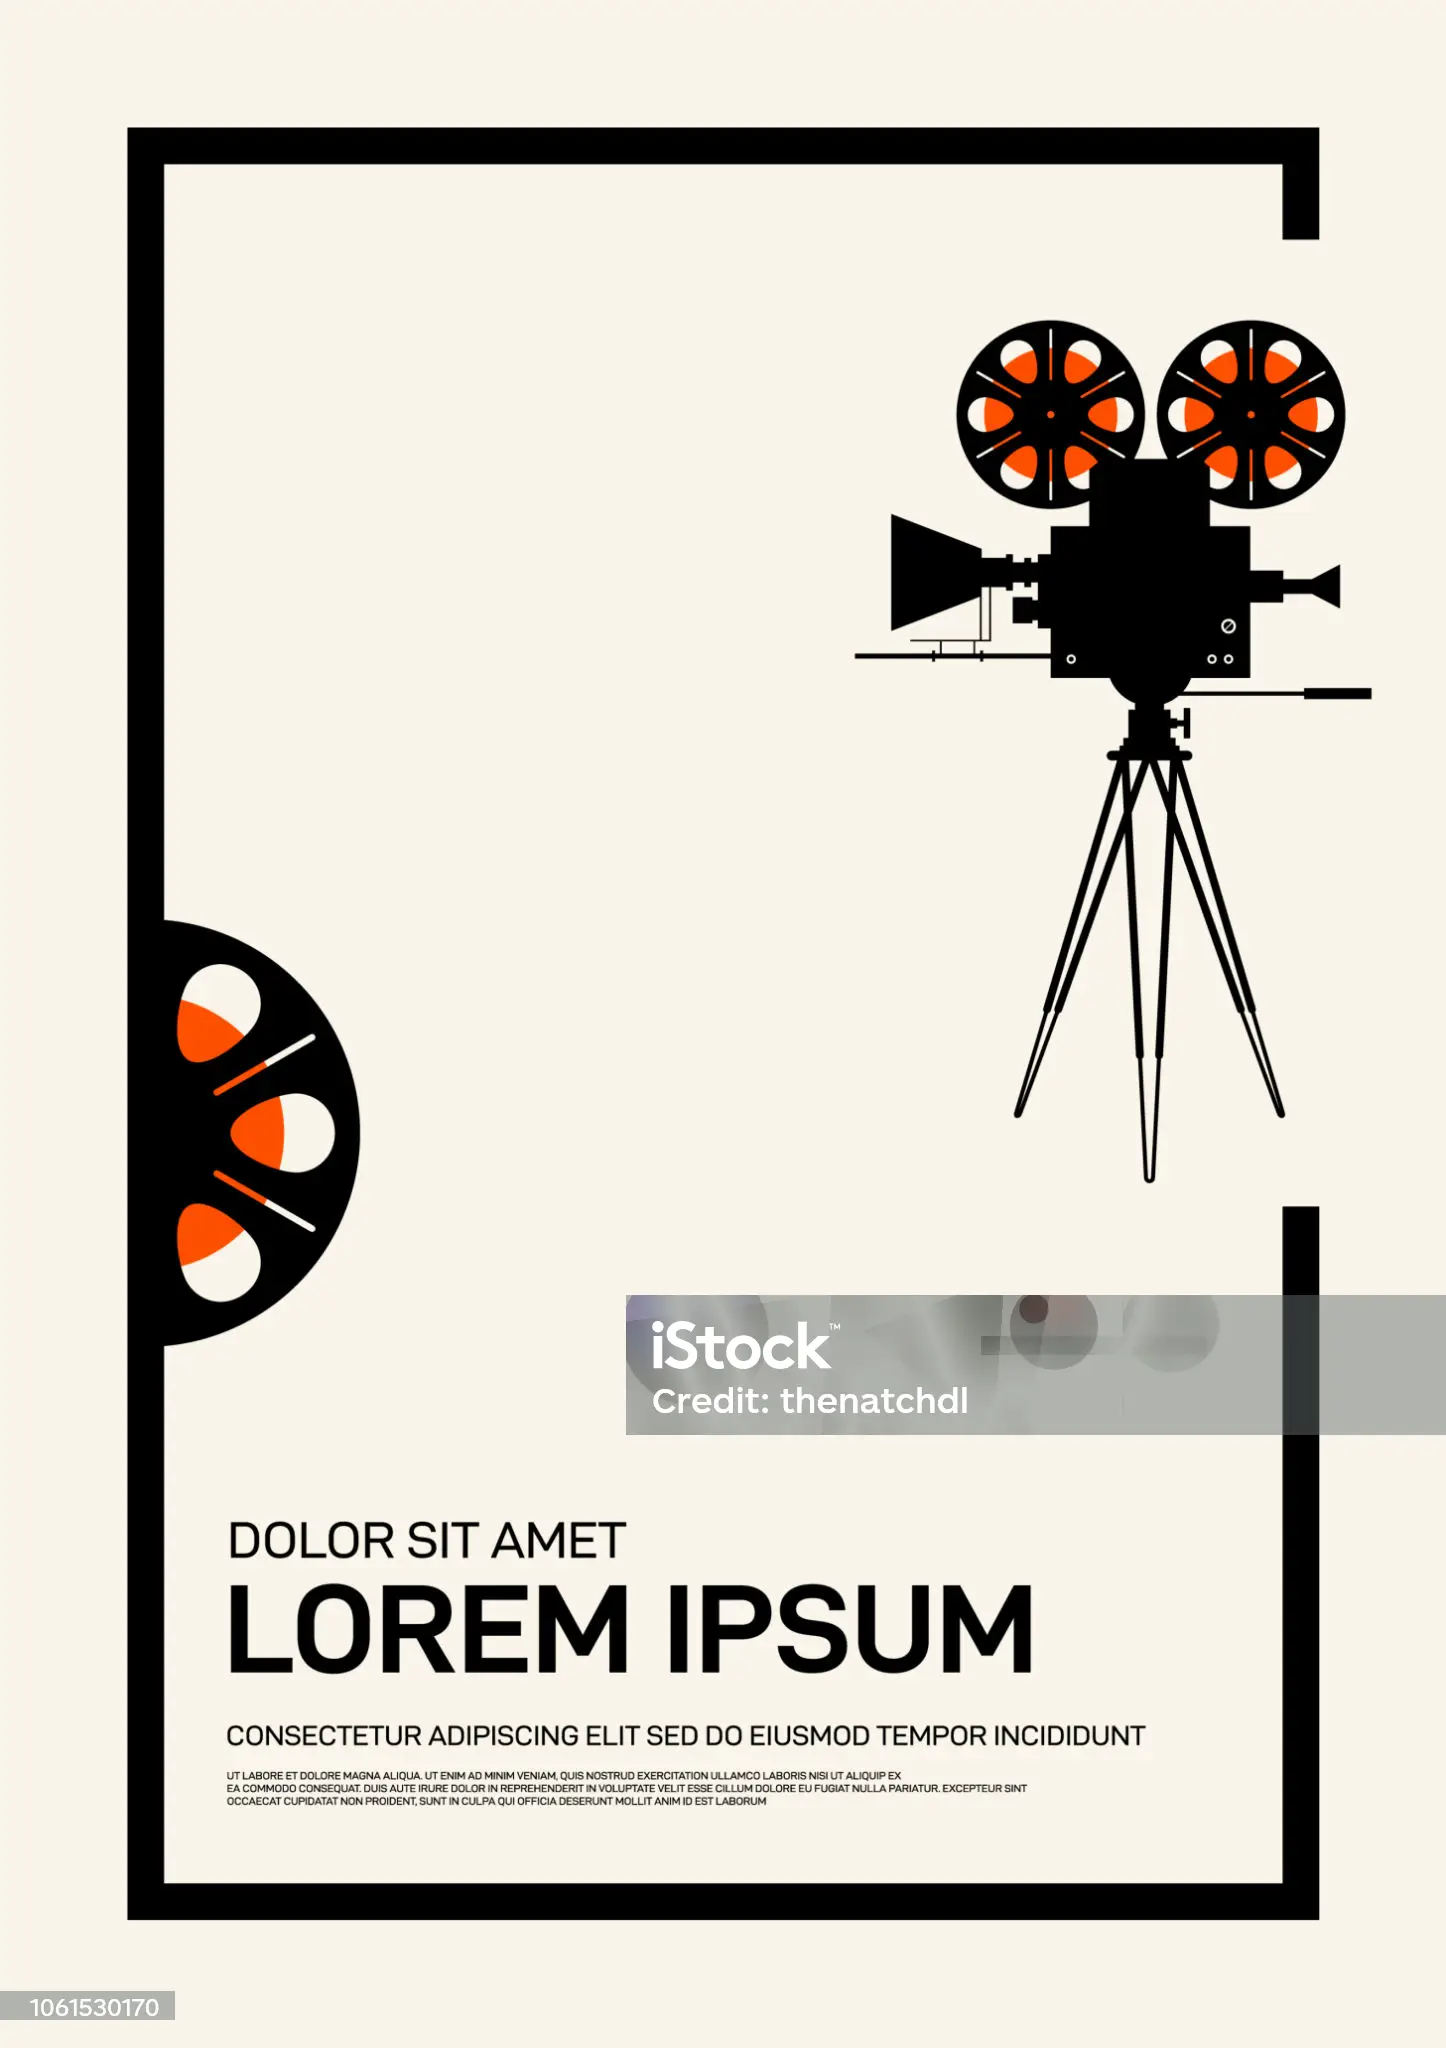 iStock™
Credit: thenatchdl
DOLOR SIT AMET
LOREM IPSUM
CONSECTETUR ADIPISCING ELIT SED DO EIUSMOD TEMPOR INCIDIDUNT
UT LABORE ET DOLORE MAGNA ALIQUA. UT ENIM AD MINIM VENIAM, QUIS NOSTRUD EXERCITATION ULLAMCO LABORIS NISI UT ALIQUIP EX
EA COMMODO CONSEQUAT. DUIS AUTE IRURE DOLOR IN REPREHENDERIT IN VOLUPTATE VELIT ESSE CILLUM DOLORE EU FUGIAT NULLA PARIATUR. EXCEPTEUR SINT
OCCAECAT CUPIDATAT NON PROIDENT, SUNT IN CULPA QUI OFFICIA DESERUNT MOLLIT ANIM ID EST LABORUM
1061530170